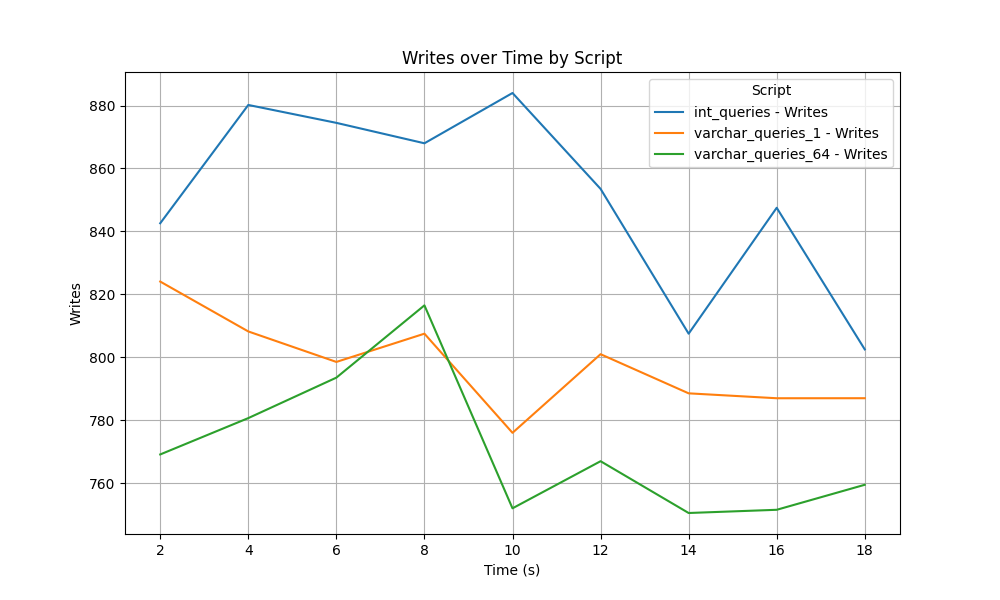 Writes over Time by Script
Script
int_queries - Writes
varchar_queries_1 - Writes
varchar_queries_64 - Writes
Writes
880
860
840
820
800
780
760
2 4 6 8 10 12 14 16 18
Time (s)